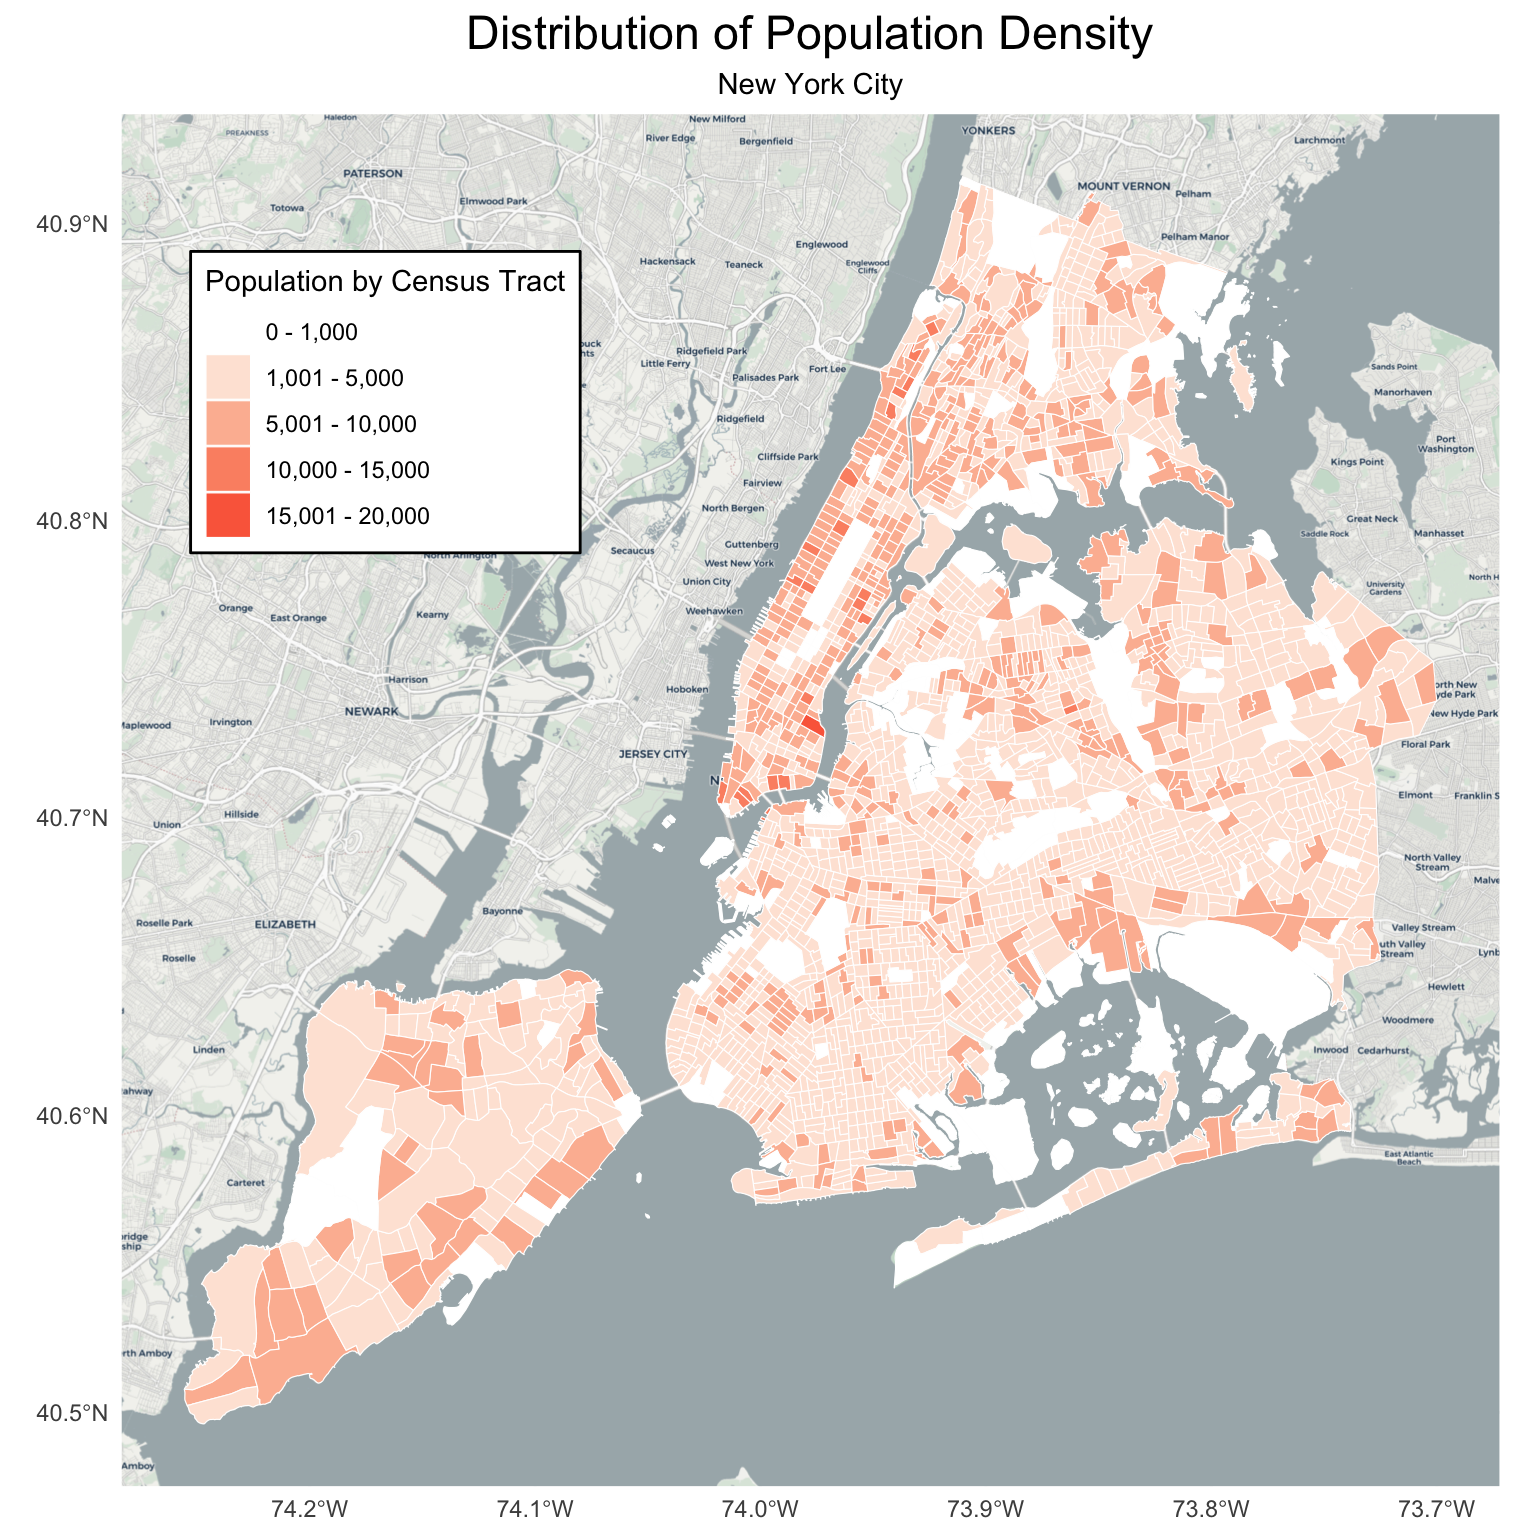 Distribution of Population Density
New York City
Haledon
New Milford
YONKERS
PREAKNESS
River Edge
Bergenfield
Larchmont
PATERSON
MOUNT VERNON
Pelham
Elmwood Park
Totowa
40.9°N
Pelham Manor
Englewood
Hackensack
Teaneck
Englewood
Cliffs
Population by Census Tract
0 - 1,000
1,001 - 5,000
5,001 - 10,000
10,000 - 15,000
15,001 - 20,000
Ridgefield Park
Little Ferry
Fort Lee
Palisades Park
Sands Point
Manorhaven
Ridgefield
Port
Washington
Cliffside Park
Kings Point
Fairview
North Bergen
40.8°N
Great Neck
Saddle Rock
Manhasset
Guttenberg
Secaucus
North Arlington
West New York
Union City
North H
University
Gardens
Orange
East Orange
Kearny
Weehawken
Harrison
Hoboken
orth New
yde Park
NEWARK
New Hyde Park
Maplewood
Irvington
JERSEY CITY
Floral Park
N
Elmont
Franklin S
40.7°N
Hillside
Union
North Valley
Stream
Malve
Bayonne
Roselle Park
ELIZABETH
Valley Stream
uth Valley
Stream
Lynb
Roselle
Hewlett
Woodmere
Linden
Inwood
Cedarhurst
ahway
40.6°N
East Atlantic
Beach
Carteret
bridge
ship
rth Amboy
40.5°N
Amboy
74.2°W
74.1°W
74.0°W
73.9°W
73.8°W
73.7°W